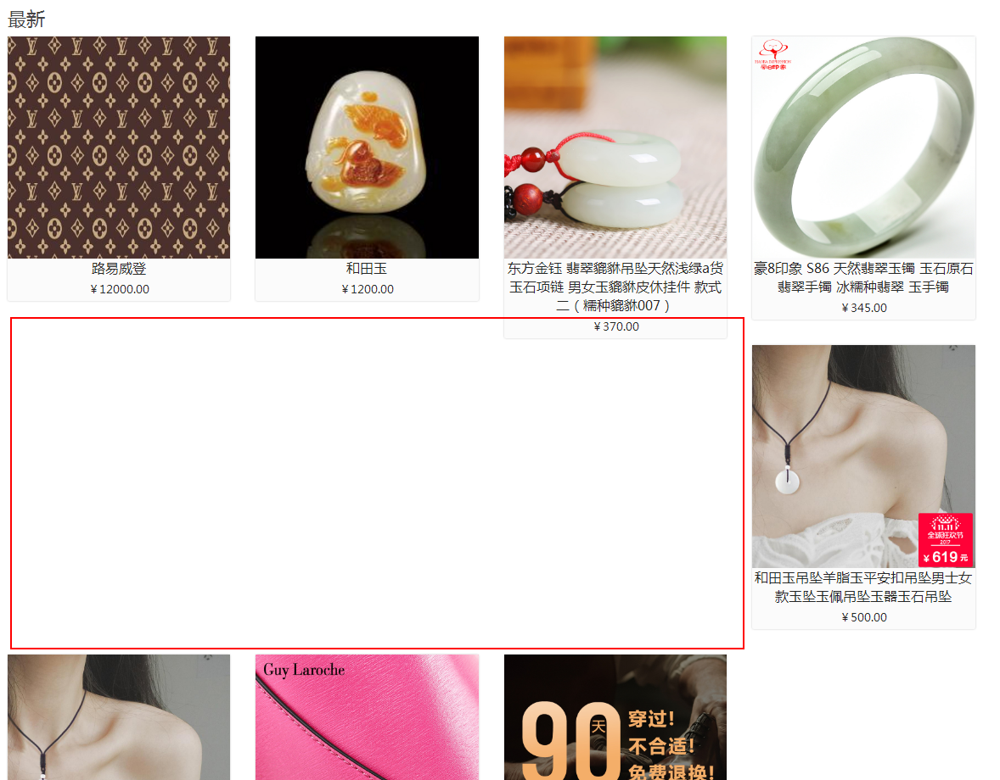 最新
TIAOBA IMPRESSION
豪8印象
路易威登
¥ 12000.00
和田玉
¥ 1200.00
东方金钰 翡翠貔貅吊坠天然浅绿a货
玉石项链 男女玉貔貅皮休挂件 款式
二（糯种貔貅007）
¥ 370.00
豪8印象 S86 天然翡翠玉镯 玉石原石
翡翠手镯 冰糯种翡翠 玉手镯
¥ 345.00
11.11
全球狂欢节
2017
¥ 619 元
和田玉吊坠羊脂玉平安扣吊坠男士女
款玉坠玉佩吊坠玉器玉石吊坠
¥ 500.00
Guy Laroche
90天
穿过!
不合适!
免费退换!